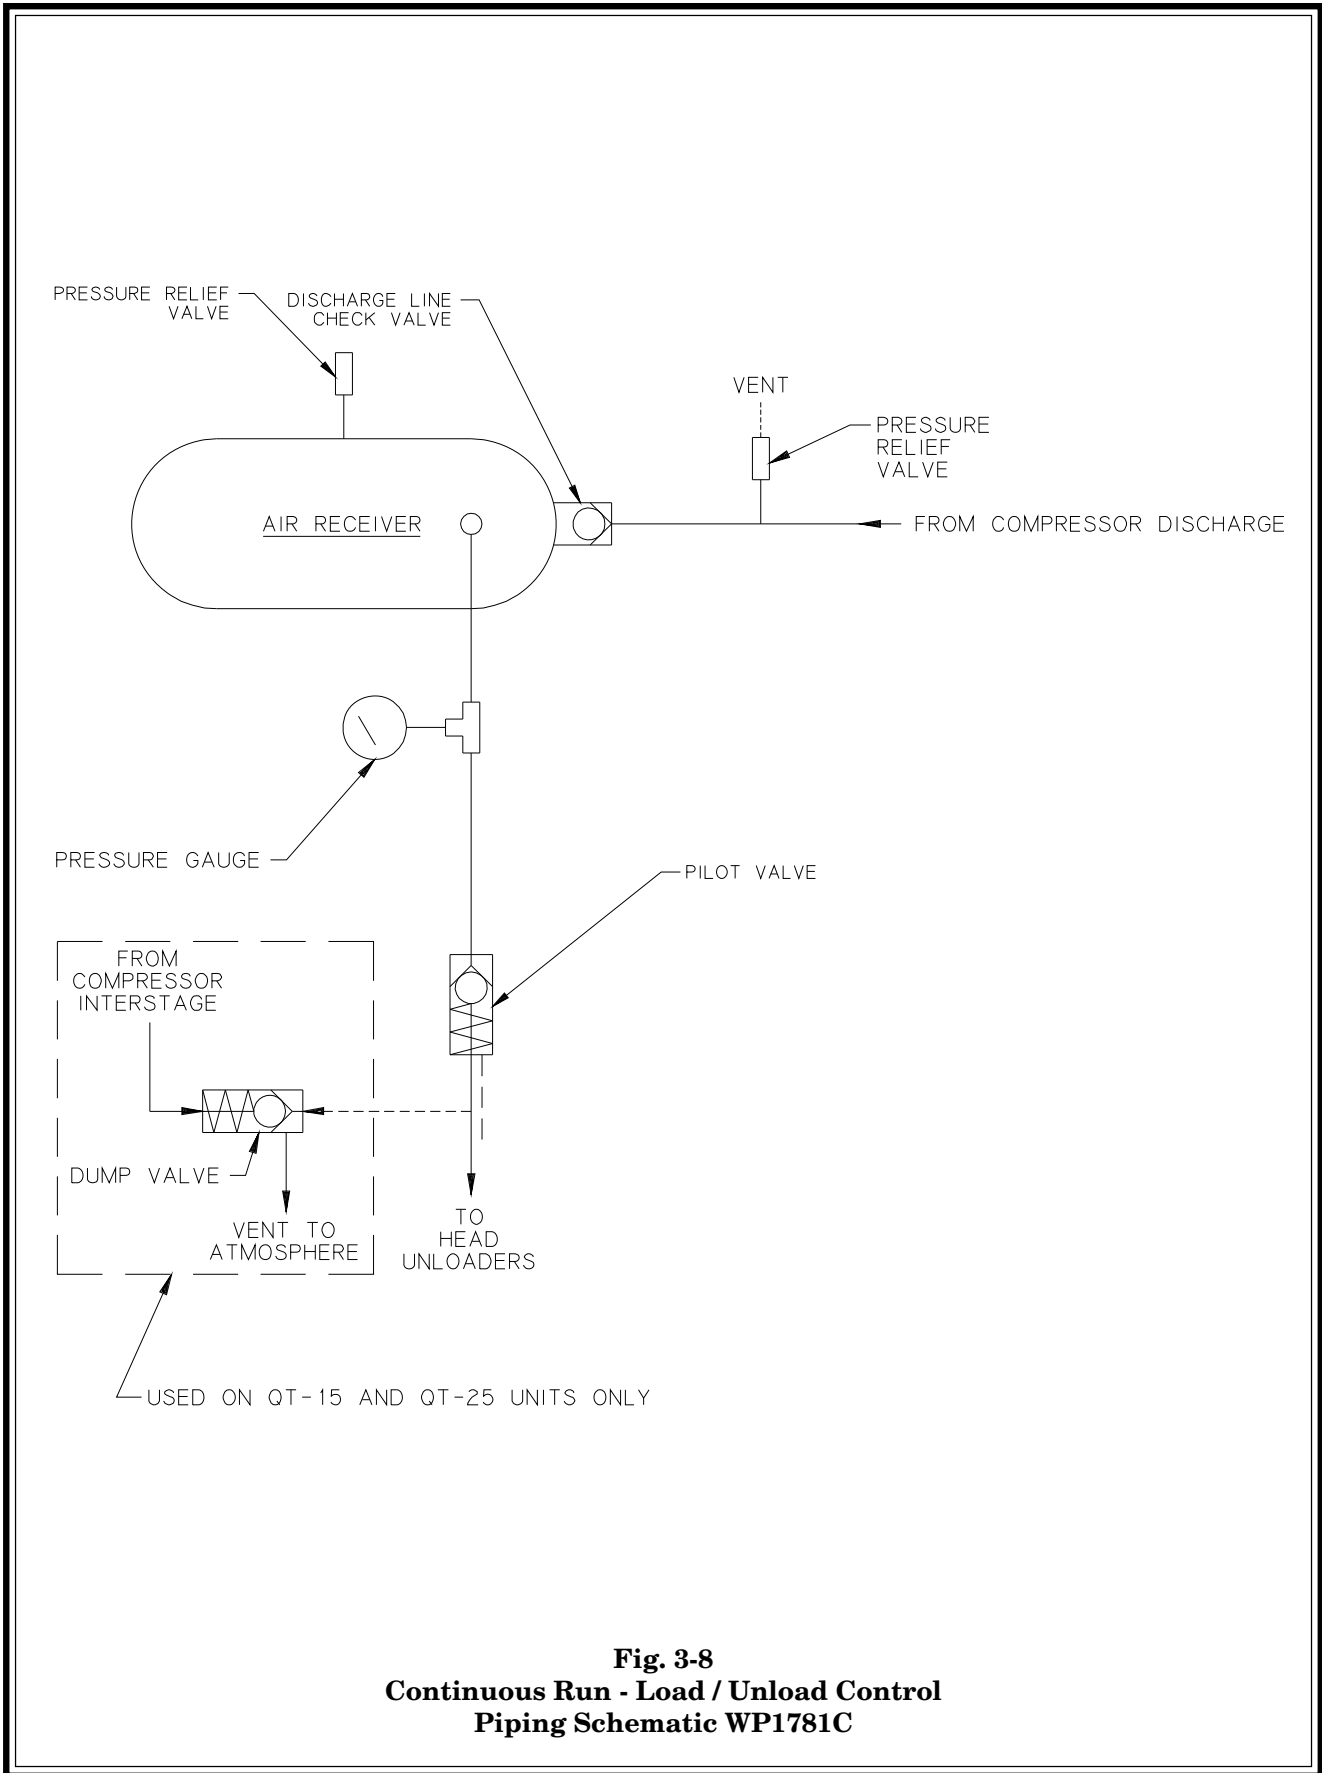 PRESSURE RELIEF
VALVE
DISCHARGE LINE
CHECK VALVE
VENT
PRESSURE
RELIEF
VALVE
AIR RECEIVER
FROM COMPRESSOR DISCHARGE
PRESSURE GAUGE
PILOT VALVE
FROM
COMPRESSOR
INTERSTAGE
DUMP VALVE
VENT TO
ATMOSPHERE
TO
HEAD
UNLOADERS
USED ON QT-15 AND QT-25 UNITS ONLY
Fig. 3-8
Continuous Run - Load / Unload Control
Piping Schematic WP1781C